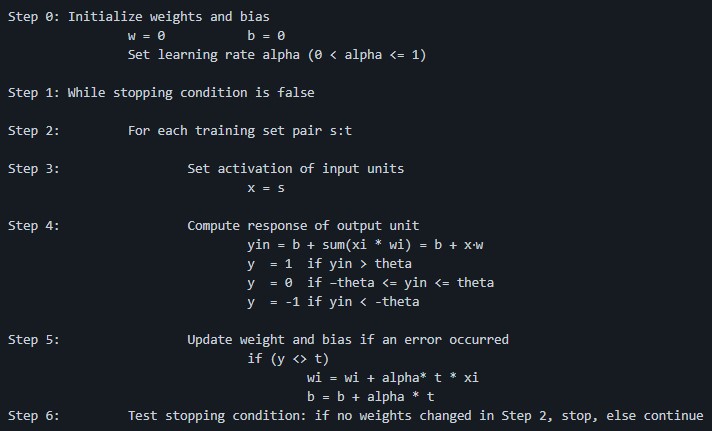 Step 0: Initialize weights and bias
w = 0 b = 0
Set learning rate alpha (0 < alpha <= 1)
Step 1: While stopping condition is false
Step 2: For each training set pair s:t
Step 3: Set activation of input units
x = s
Step 4: Compute response of output unit
yin = b + sum(xi * wi) = b + x·w
y = 1 if yin > theta
y = 0 if −theta <= yin <= theta
y = -1 if yin < -theta
Step 5: Update weight and bias if an error occurred
if (y <> t)
wi = wi + alpha* t * xi
b = b + alpha * t
Step 6: Test stopping condition: if no weights changed in Step 2, stop, else continue